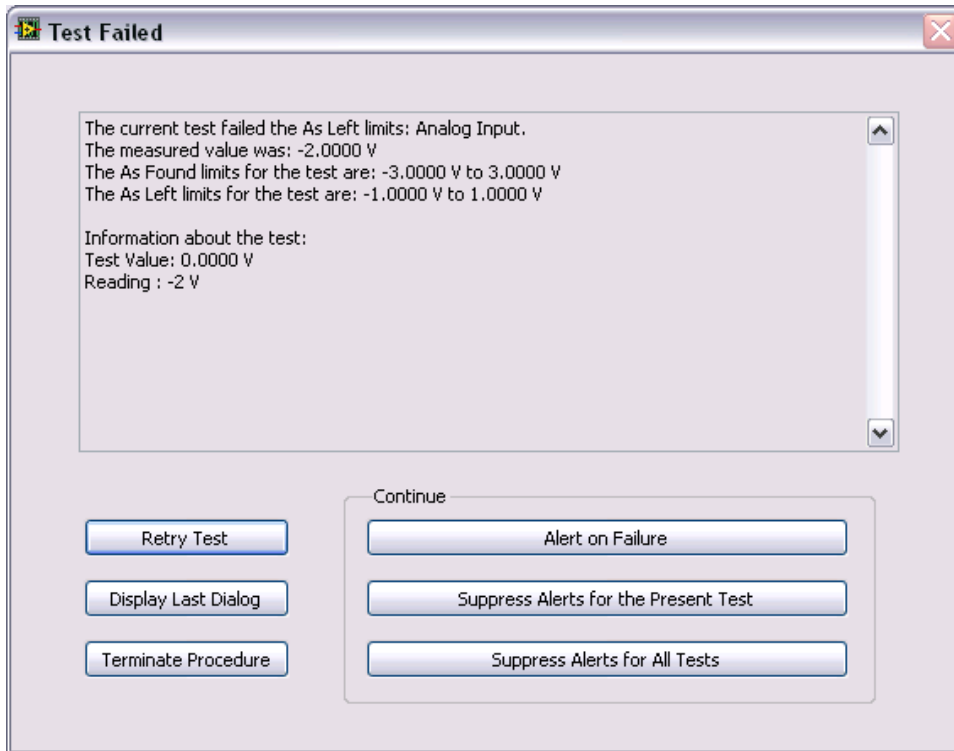 Test Failed
The current test failed the As Left limits: Analog Input.
The measured value was: -2.0000 V
The As Found limits for the test are: -3.0000 V to 3.0000 V
The As Left limits for the test are: -1.0000 V to 1.0000 V
Information about the test:
Test Value: 0.0000 V
Reading : -2 V
Continue
Retry Test
Alert on Failure
Display Last Dialog
Suppress Alerts for the Present Test
Terminate Procedure
Suppress Alerts for All Tests